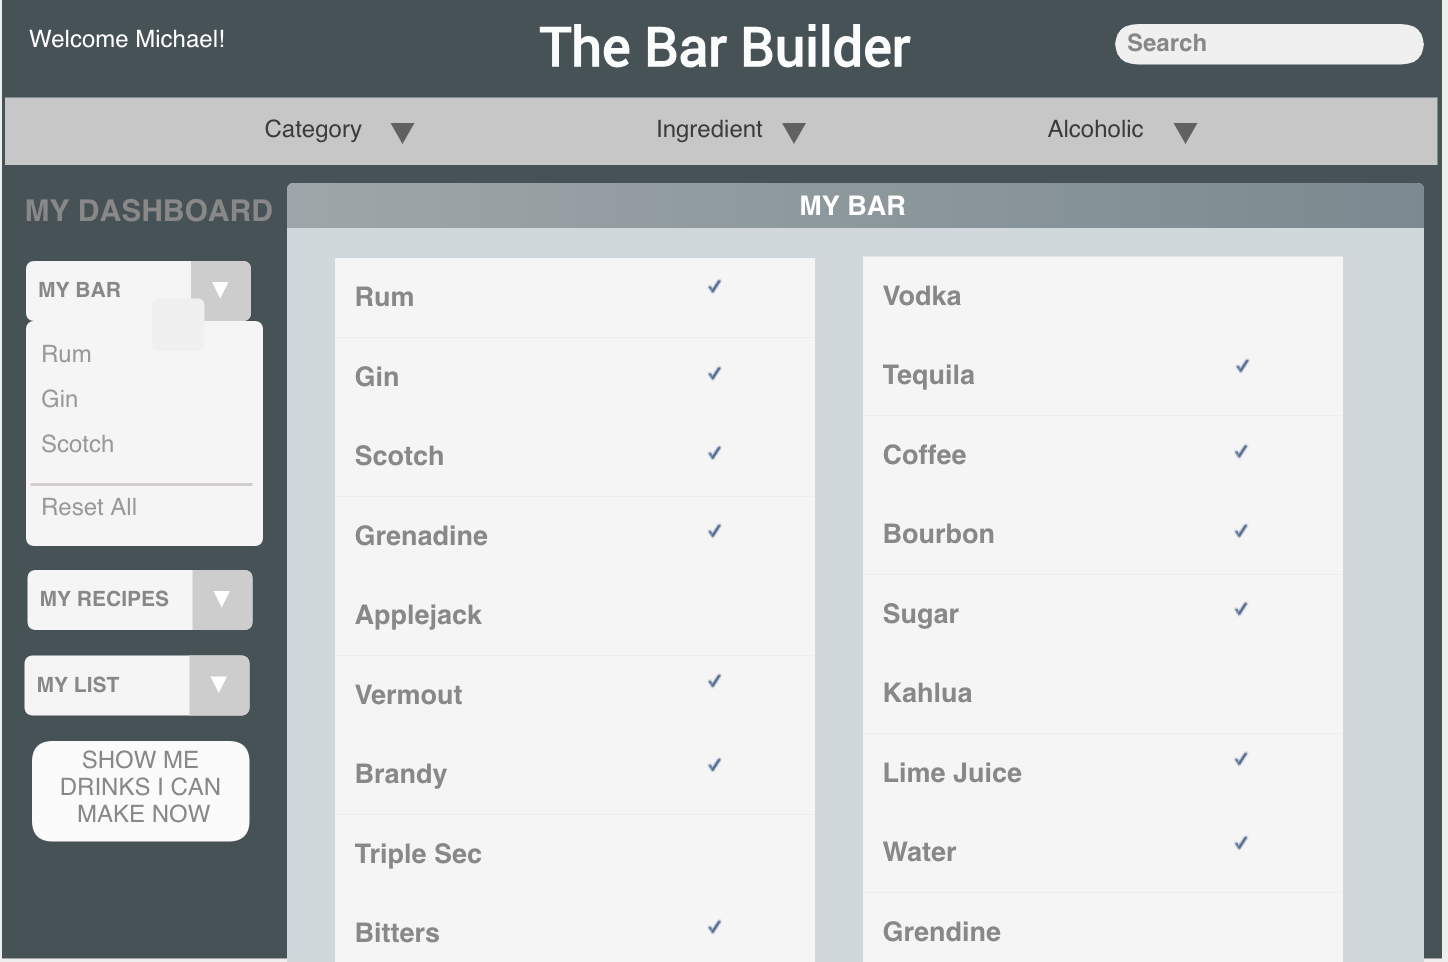 Welcome Michael!
The Bar Builder
Search
Category
Ingredient
Alcoholic
MY DASHBOARD
MY BAR
Rum
Gin
Scotch
Reset All
MY RECIPES
MY LIST
SHOW ME
DRINKS I CAN
MAKE NOW
MY BAR
Rum
Gin
Scotch
Grenadine
Applejack
Vermout
Brandy
Triple Sec
Bitters
Vodka
Tequila
Coffee
Bourbon
Sugar
Kahlua
Lime Juice
Water
Grendine